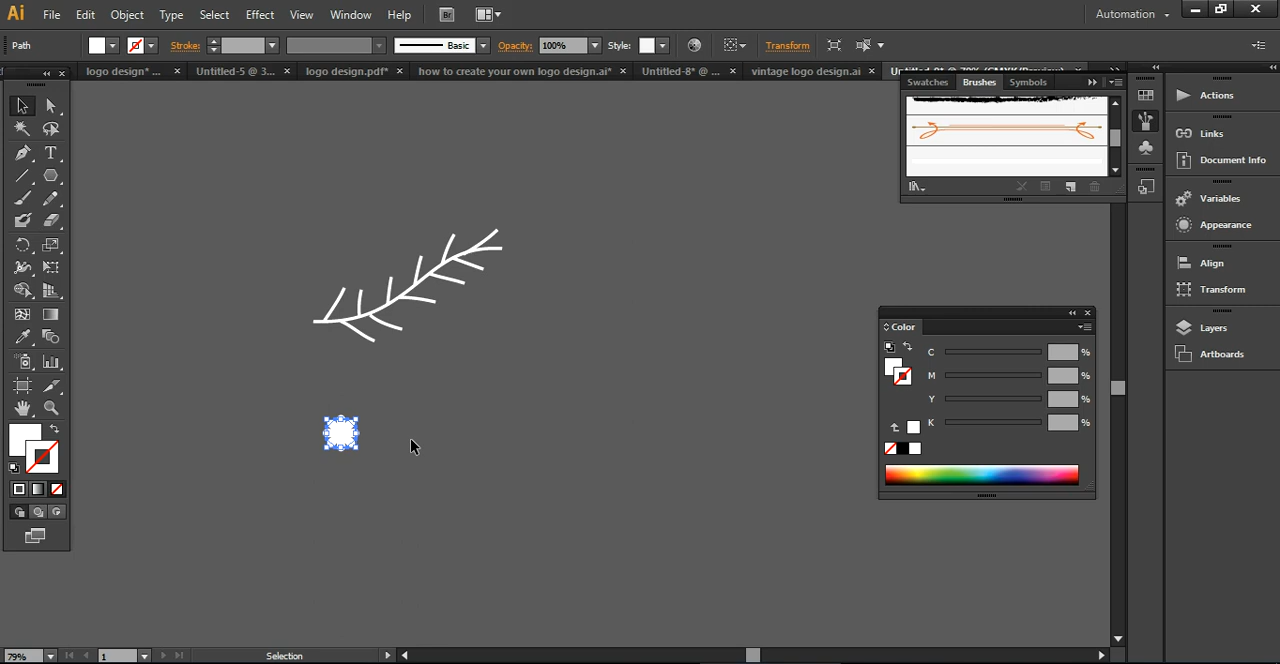 Ai File Edit Object Type Select Effect View Window Help Br Automation
Path Stroke: Basic Opacity: 100% Style: Transform
logo design* ... × Untitled-5 @ 3... × logo design.pdf* × how to create your own logo design.ai* × Untitled-8* @ ... × vintage logo design.ai ×
Swatches Brushes Symbols
Actions
Links
Document Info
Variables
Appearance
Align
Transform
Layers
Artboards
Color
C %
M %
Y %
K %
T
79% 1 Selection